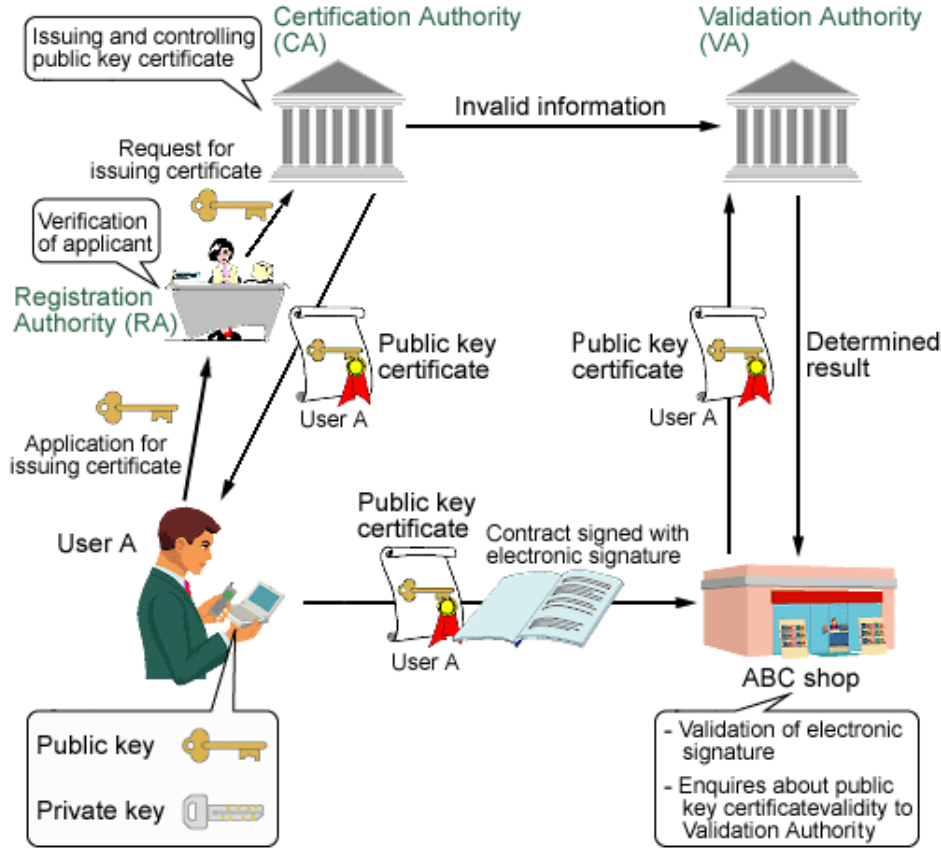 Certification Authority
(CA)
Validation Authority
(VA)
Issuing and controlling
public key certificate
Invalid information
Request for
issuing certificate
Verification
of applicant
Registration
Authority (RA)
Public key
certificate
User A
Public key
certificate
User A
Determined
result
Application for
issuing certificate
User A
Public key
certificate
Contract signed with
electronic signature
User A
ABC shop
Public key
Private key
- Validation of electronic
signature
- Enquires about public
key certificatevalidity to
Validation Authority